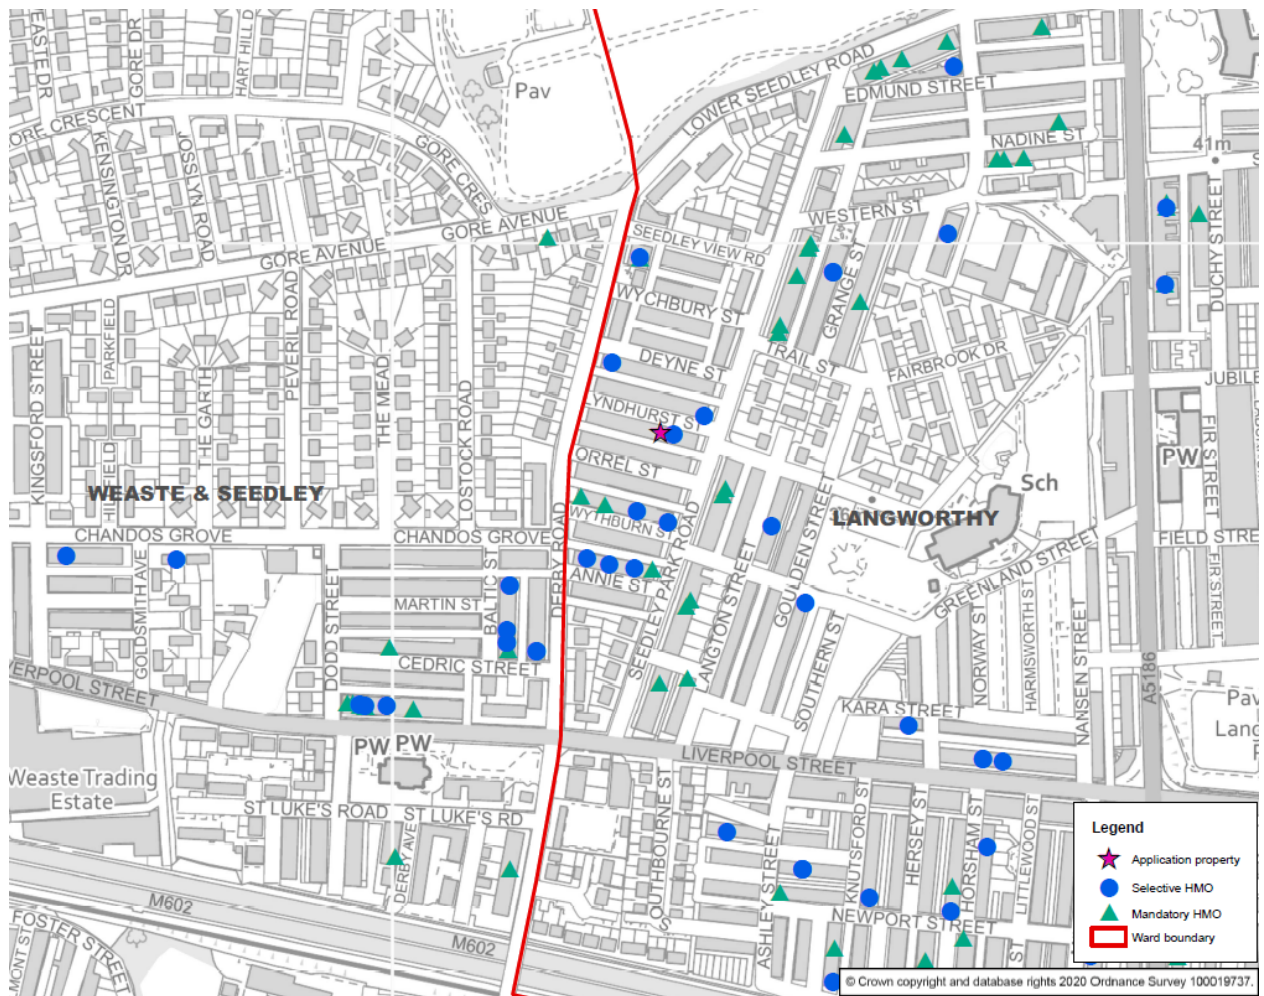 GORE DR
HART HILL D
Pav
LOWER SEEDLEY ROAD
EDMUND STREET
NADINE ST
41m
GORE CRES
KENSINGTON DR
JOSSLYN ROAD
GORE AVENUE
GORE AVENUE
WESTERN ST
SEEDLEY VIEW RD
DUCHY STREET
WYCHBURY ST
GRANGE ST
KINGSFORD STREET
PARKFIELD
THE GARTH
PEVERIL ROAD
THE MEAD
LOSTOCK ROAD
DEYNE ST
TRAIL ST
FAIRBROOK DR
JUBILE
LYNDHURST ST
ORREL ST
PW
FIR STREET
Sch
WEASTE & SEEDLEY
LANGWORTHY
HILLFIELD
CHANDOS GROVE
CHANDOS GROVE
WYTHBURN ST
DERBY ROAD
GOULDEN STREET
FIELD STRE
ANNIE ST
SEEDLEY PARK ROAD
LANGTON STREET
GREENLAND STREET
GOLDSMITH AVE
DODD STREET
MARTIN ST
BALTIC ST
CEDRIC STREET
SOUTHERN ST
NORWAY ST
HARMSWORTH ST
NANSEN STREET
A5186
FIR STREET
ERPOOL STREET
KARA STREET
Pav
Lang
PW PW
LIVERPOOL STREET
Weaste Trading
Estate
ST LUKE'S ROAD
ST LUKE'S RD
DERBY AVE
ASHLEY STREET
KNUTSFORD ST
HERSEY ST
HORSHAM ST
LITTLEWOOD ST
NEWPORT STREET
M602
M602
FOSTER STREET
MONT ST
Legend
Application property
Selective HMO
Mandatory HMO
Ward boundary
© Crown copyright and database rights 2020 Ordnance Survey 100019737.